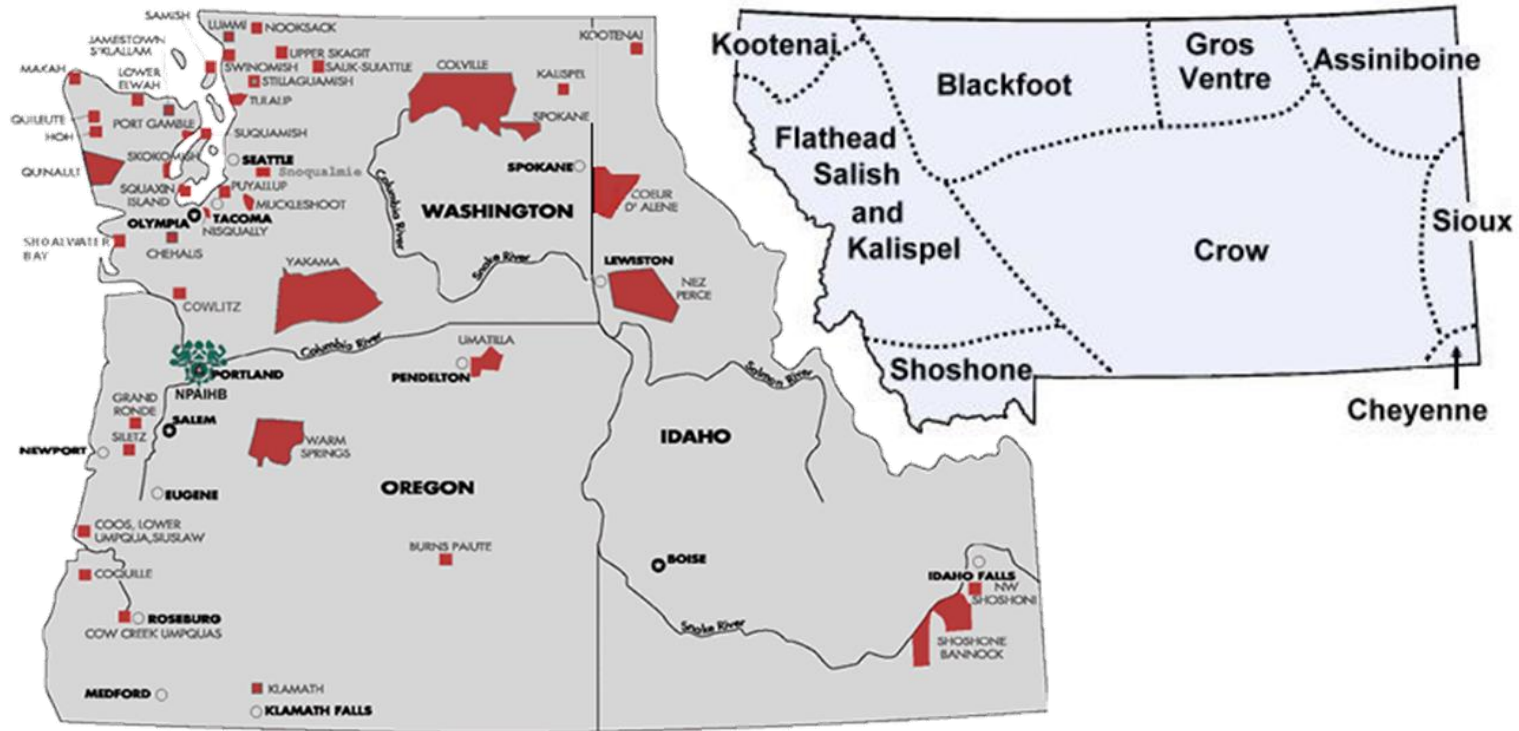 SAMISH
LUMMI
NOOKSACK
JAMESTOWN
S'KLALLAM
UPPER SKAGIT
SWINOMISH
SAUK-SUIATTLE
MAKAH
LOWER
ELWAH
STILLAGUAMISH
TULALIP
QUILEUTE
PORT GAMBLE
HOH
SUQUAMISH
SKOKOMISH
SEATTLE
QUINAULT
Snoqualmie
SQUAXIN
ISLAND
PUYALLUP
MUCKLESHOOT
OLYMPIA
TACOMA
NISQUALLY
SHOALWATER
BAY
CHEHALIS
COWLITZ
YAKAMA
COLVILLE
KOOTENAI
KALISPEL
SPOKANE
SPOKANE
COEUR
D' ALENE
WASHINGTON
Columbia River
Snake River
LEWISTON
NEZ
PERCE
Columbia River
UMATILLA
PENDELTON
PORTLAND
NPAIHB
GRAND
RONDE
SALEM
SILETZ
NEWPORT
WARM
SPRINGS
EUGENE
OREGON
COOS, LOWER
UMPQUA,SIUSLAW
BURNS PAIUTE
COQUILLE
ROSEBURG
COW CREEK UMPQUAS
MEDFORD
KLAMATH
KLAMATH FALLS
Salmon River
IDAHO
BOISE
IDAHO FALLS
NW
SHOSHONI
Snake River
SHOSHONE
BANNOCK
Kootenai
Blackfoot
Gros
Ventre
Assiniboine
Flathead
Salish
and
Kalispel
Crow
Sioux
Shoshone
Cheyenne